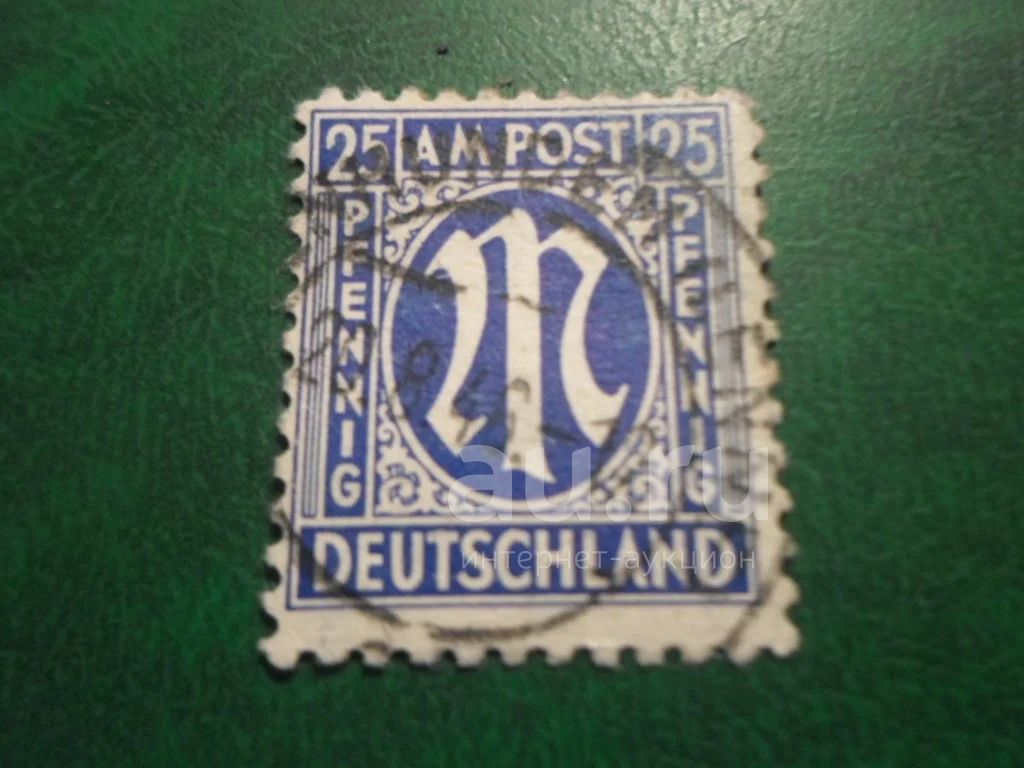 25 AM POST 25
PFENNIG
PFENNIG
M
DEUTSCHLAND
au.ru
интернет-аукцион